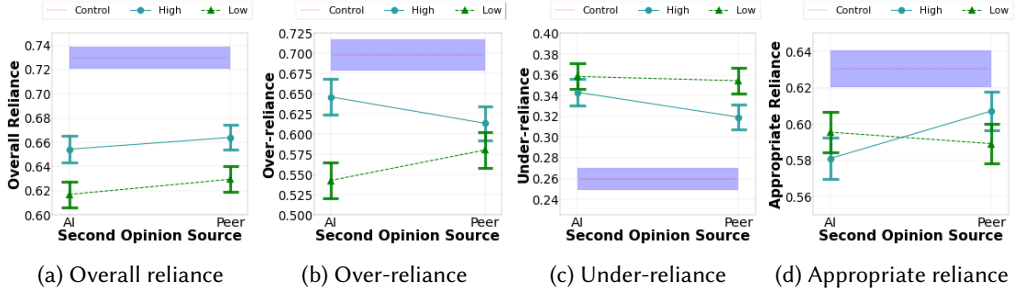 Control High Low
0.74
0.72
0.70
0.68
0.66
0.64
0.62
0.60
Overall Reliance
AI Peer
Second Opinion Source
(a) Overall reliance
Control High Low
0.725
0.700
0.675
0.650
0.625
0.600
0.575
0.550
0.525
0.500
Over-reliance
AI Peer
Second Opinion Source
(b) Over-reliance
Control High Low
0.40
0.38
0.36
0.34
0.32
0.30
0.28
0.26
0.24
Under-reliance
AI Peer
Second Opinion Source
(c) Under-reliance
Control High Low
0.64
0.62
0.60
0.58
0.56
Appropriate Reliance
AI Peer
Second Opinion Source
(d) Appropriate reliance